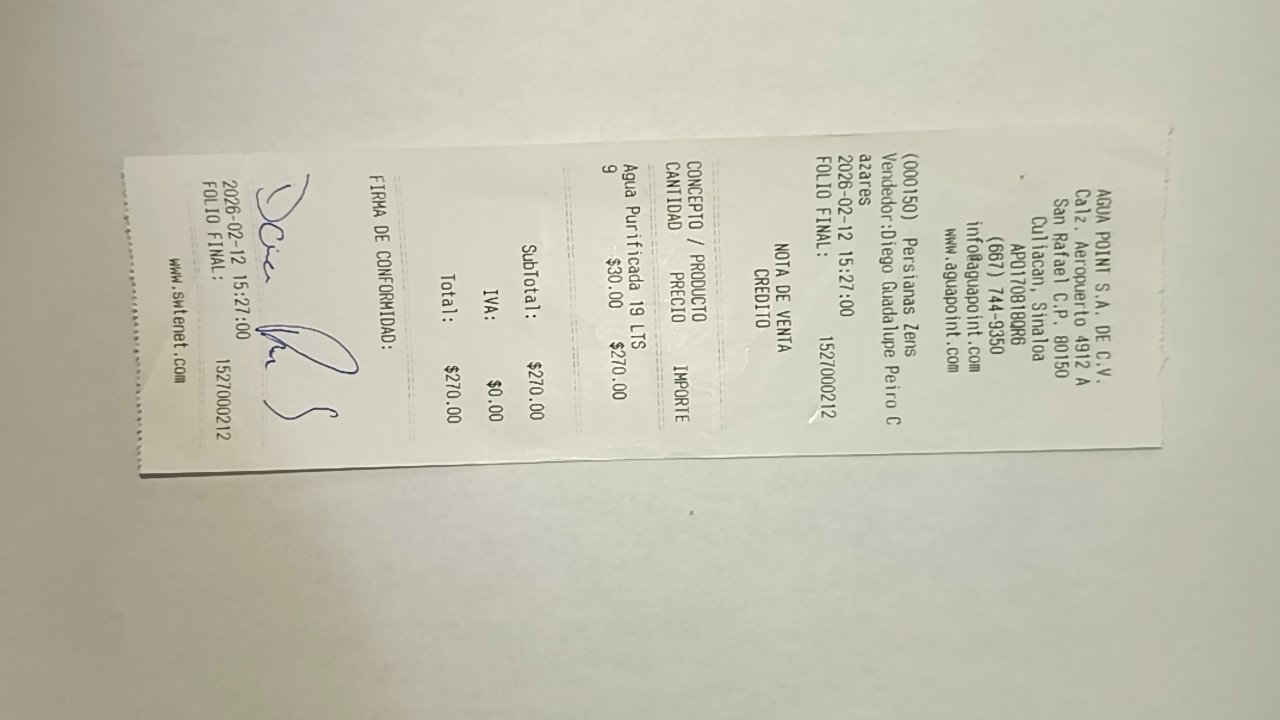 AGUA POINT S.A. DE C.V.
Calz. Aeropuerto 4912 A
San Rafael C.P. 80150
Culiacan, Sinaloa
APO170818QR6
(667) 744-9350
info@aguapoint.com
www.aguapoint.com
(000150) Persianas Zens
Vendedor:Diego Guadalupe Peiro C
azares
2026-02-12 15:27:00
FOLIO FINAL: 1527000212
NOTA DE VENTA
CREDITO
CONCEPTO / PRODUCTO
CANTIDAD PRECIO IMPORTE
Agua Purificada 19 LTS
9 $30.00 $270.00
SubTotal: $270.00
IVA: $0.00
Total: $270.00
FIRMA DE CONFORMIDAD:
2026-02-12 15:27:00
FOLIO FINAL: 1527000212
www.swtenet.com